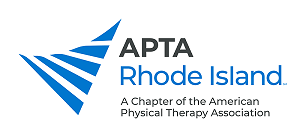 APTA
Rhode Island
A Chapter of the American
Physical Therapy Association